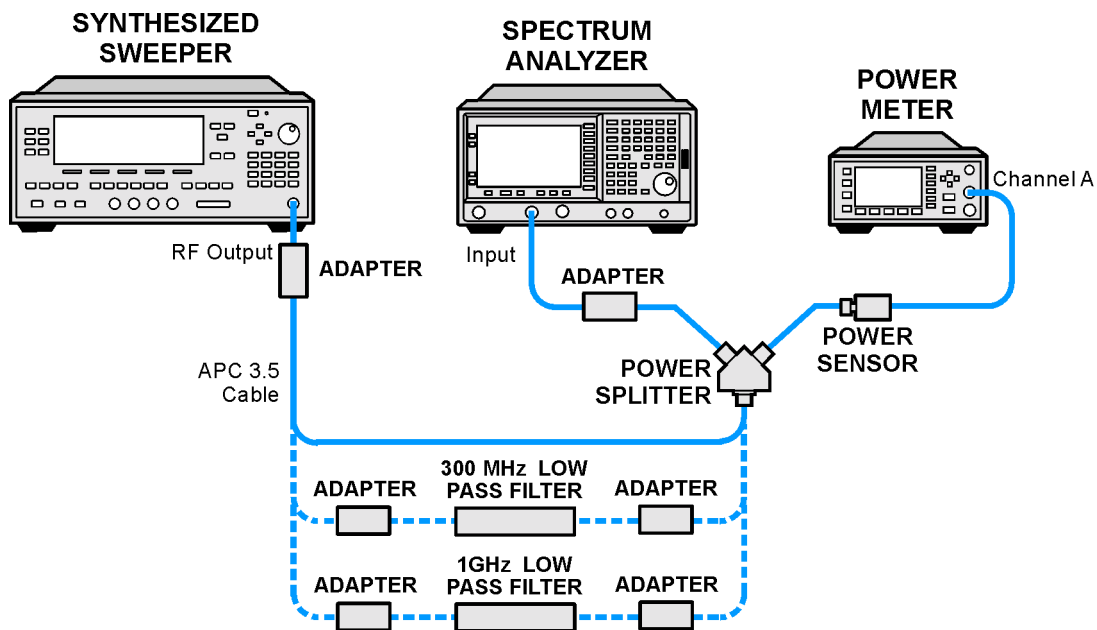 SYNTHESIZED
SWEEPER
SPECTRUM
ANALYZER
POWER
METER
Channel A
RF Output
ADAPTER
Input
ADAPTER
POWER
SENSOR
POWER
SPLITTER
APC 3.5
Cable
300 MHz LOW
PASS FILTER
ADAPTER
ADAPTER
1GHz LOW
PASS FILTER
ADAPTER
ADAPTER